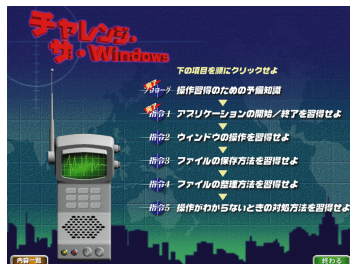 チャレンジ・
ザ・Windows
下の項目を順にクリックせよ
プロローグ 操作習得のための予備知識
完了
指令1 アプリケーションの開始／終了を習得せよ
指令2 ウィンドウの操作を習得せよ
指令3 ファイルの保存方法を習得せよ
指令4 ファイルの整理方法を習得せよ
指令5 操作がわからないときの対処方法を習得せよ
内容一覧
終わる